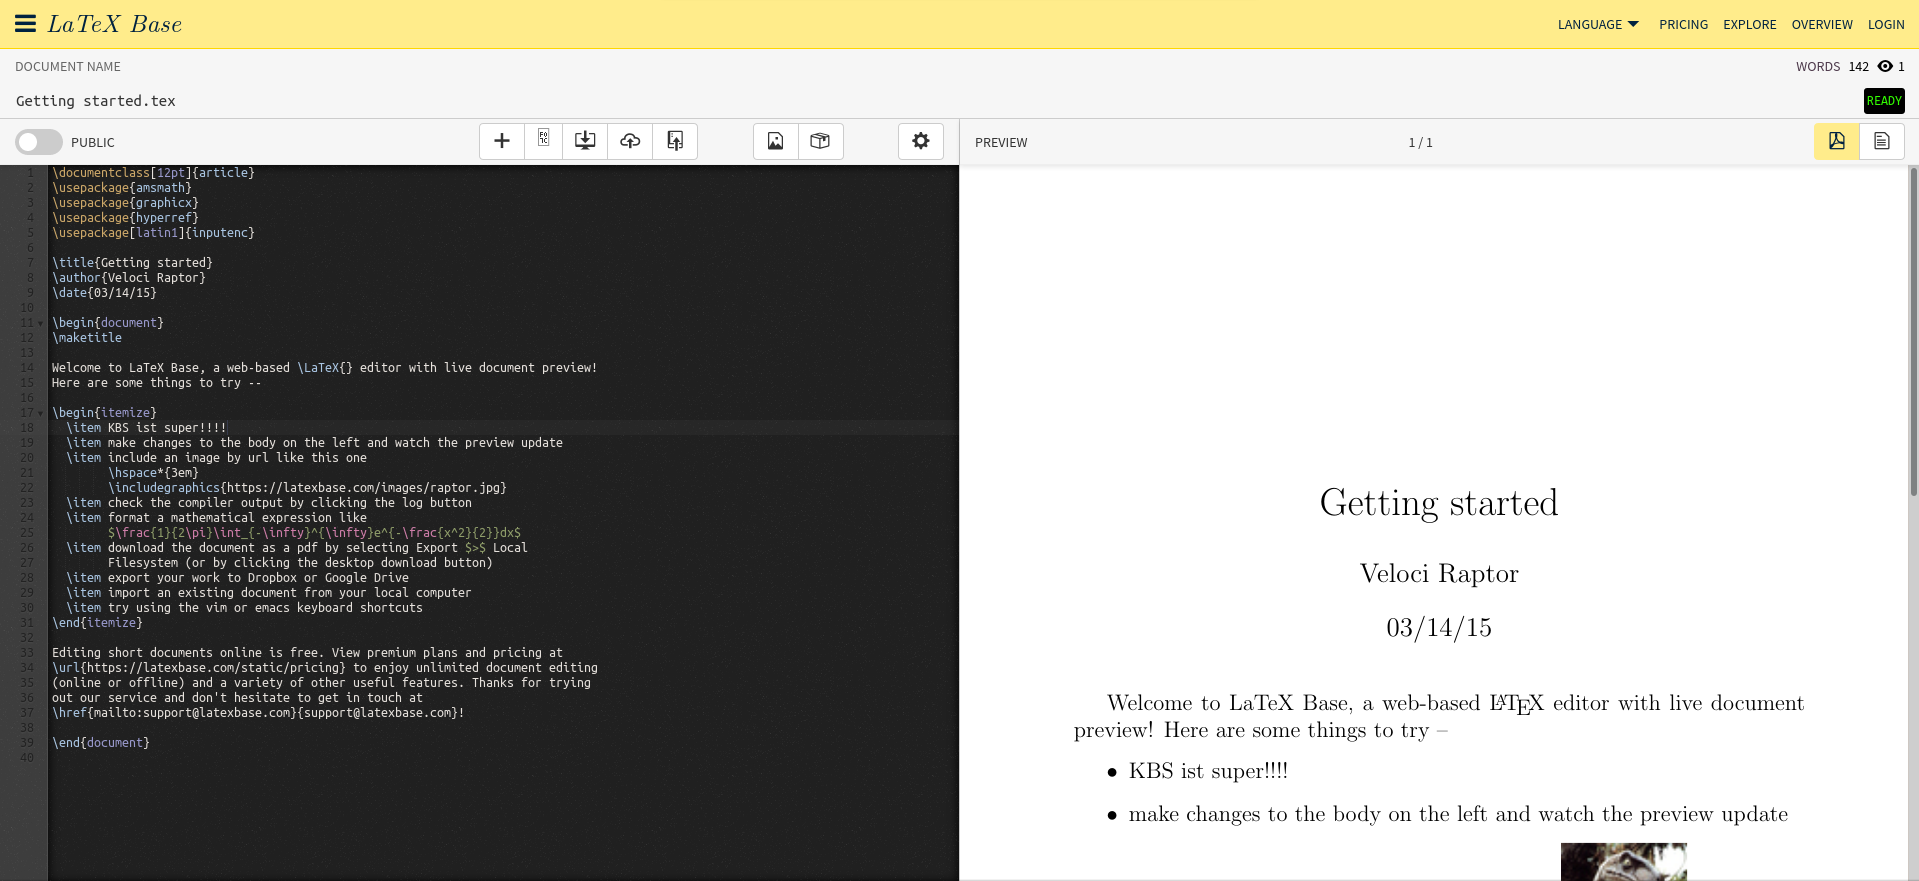 LaTeX Base
LANGUAGE PRICING EXPLORE OVERVIEW LOGIN
DOCUMENT NAME
WORDS 142 1
Getting started.tex
READY
PUBLIC
PREVIEW
1 / 1
1 \documentclass[12pt]{article}
2 \usepackage{amsmath}
3 \usepackage{graphicx}
4 \usepackage{hyperref}
5 \usepackage[latin1]{inputenc}
6
7 \title{Getting started}
8 \author{Veloci Raptor}
9 \date{03/14/15}
10
11 \begin{document}
12 \maketitle
13
14 Welcome to LaTeX Base, a web-based \LaTeX{} editor with live document preview!
15 Here are some things to try --
16
17 \begin{itemize}
18 \item KBS ist super!!!!
19 \item make changes to the body on the left and watch the preview update
20 \item include an image by url like this one
21 \hspace*{3em}
22 \includegraphics{https://latexbase.com/images/raptor.jpg}
23 \item check the compiler output by clicking the log button
24 \item format a mathematical expression like
25 $\frac{1}{2\pi}\int_{-\infty}^{\infty}e^{-\frac{x^2}{2}}dx$
26 \item download the document as a pdf by selecting Export $>$ Local
27 Filesystem (or by clicking the desktop download button)
28 \item export your work to Dropbox or Google Drive
29 \item import an existing document from your local computer
30 \item try using the vim or emacs keyboard shortcuts
31 \end{itemize}
32
33 Editing short documents online is free. View premium plans and pricing at
34 \url{https://latexbase.com/static/pricing} to enjoy unlimited document editing
35 (online or offline) and a variety of other useful features. Thanks for trying
36 out our service and don't hesitate to get in touch at
37 \href{mailto:support@latexbase.com}{support@latexbase.com}!
38
39 \end{document}
40
Getting started
Veloci Raptor
03/14/15
Welcome to LaTeX Base, a web-based LATEX editor with live document
preview! Here are some things to try –
• KBS ist super!!!!
• make changes to the body on the left and watch the preview update